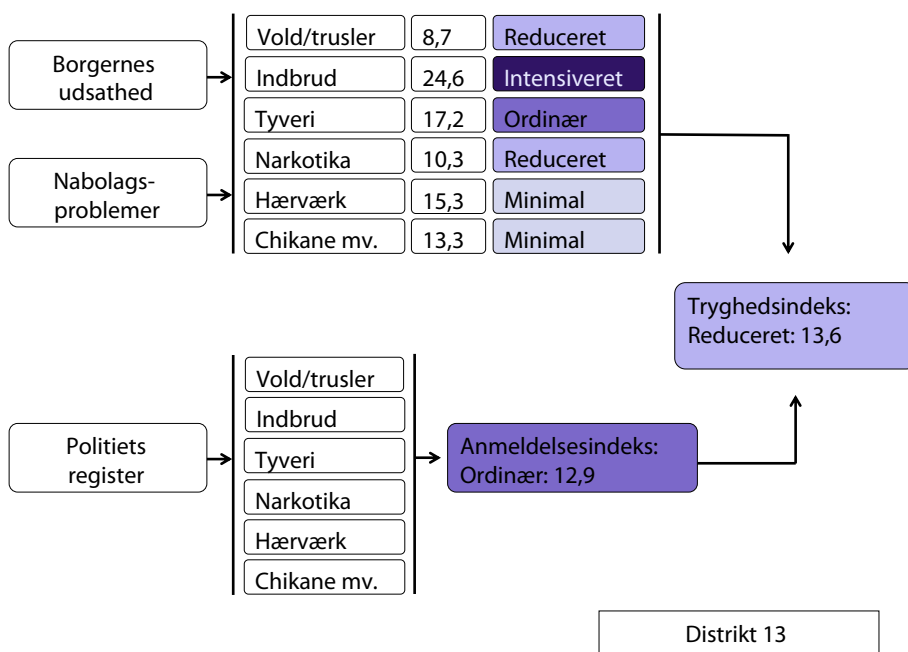 Borgernes
udsathed
Nabolags-
problemer
Vold/trusler 8,7 Reduceret
Indbrud 24,6 Intensiveret
Tyveri 17,2 Ordinær
Narkotika 10,3 Reduceret
Hærværk 15,3 Minimal
Chikane mv. 13,3 Minimal
Tryghedsindeks:
Reduceret: 13,6
Politiets
register
Vold/trusler
Indbrud
Tyveri
Narkotika
Hærværk
Chikane mv.
Anmeldelsesindeks:
Ordinær: 12,9
Distrikt 13